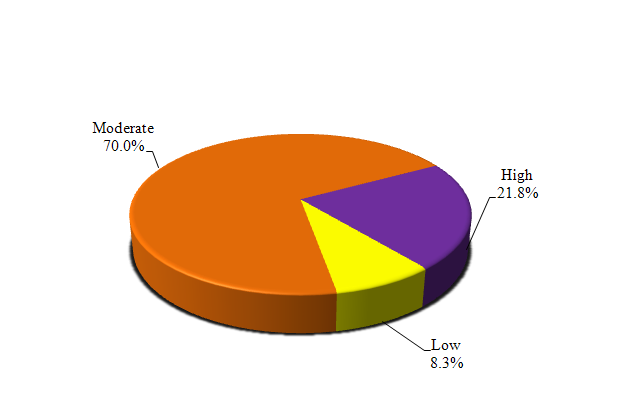 Moderate
70.0%
High
21.8%
Low
8.3%